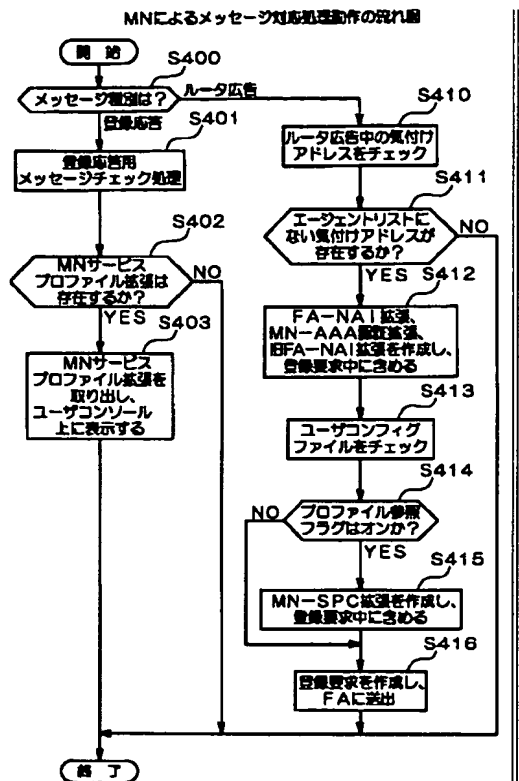 MNによるメッセージ対応処理動作の流れ図
開始
S400
メッセージ種別は?
ルータ広告
登録応答
S401
登録応答用
メッセージチェック処理
S402
MNサービス
プロファイル拡張は
存在するか?
NO
YES
S403
MNサービス
プロファイル拡張を
取り出し、
ユーザコンソール
上に表示する
S410
ルータ広告中の気付け
アドレスをチェック
S411
エージェントリストに
ない気付けアドレスが
存在するか?
NO
YES
S412
FA-NAI拡張、
MN-AAA認証拡張、
旧FA-NAI拡張を作成し、
登録要求中に含める
S413
ユーザコンフィグ
ファイルをチェック
S414
NO
プロファイル参照
フラグはオンか?
YES
S415
MN-SPC拡張を作成し、
登録要求中に含める
S416
登録要求を作成し、
FAに送出
終了